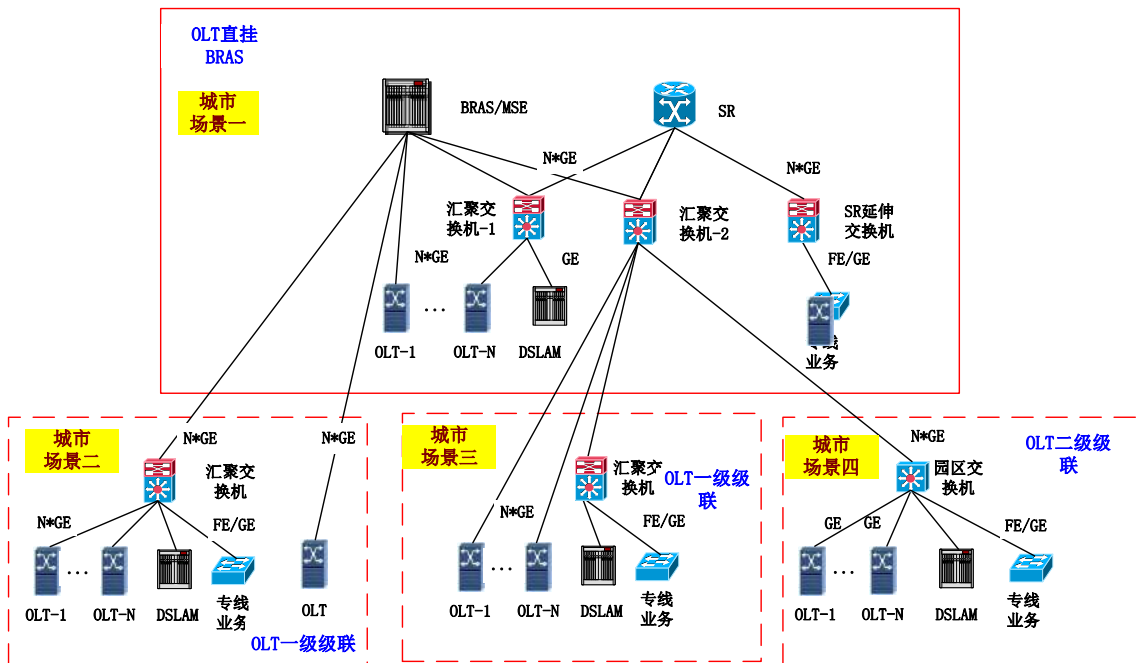 OLT直挂
BRAS
城市
场景一
BRAS/MSE
SR
N*GE
N*GE
汇聚交
换机-1
汇聚交
换机-2
SR延伸
交换机
N*GE
GE
FE/GE
...
OLT-1
OLT-N
DSLAM
专线
业务
城市
场景二
N*GE
N*GE
汇聚交
换机
N*GE
FE/GE
...
OLT-1
OLT-N
DSLAM
专线
业务
OLT
OLT一级级联
城市
场景三
汇聚交
换机
OLT一级级
联
N*GE
FE/GE
...
OLT-1
OLT-N
DSLAM
专线
业务
城市
场景四
N*GE
OLT二级级
联
园区交
换机
GE
GE
FE/GE
...
OLT-1
OLT-N
DSLAM
专线
业务